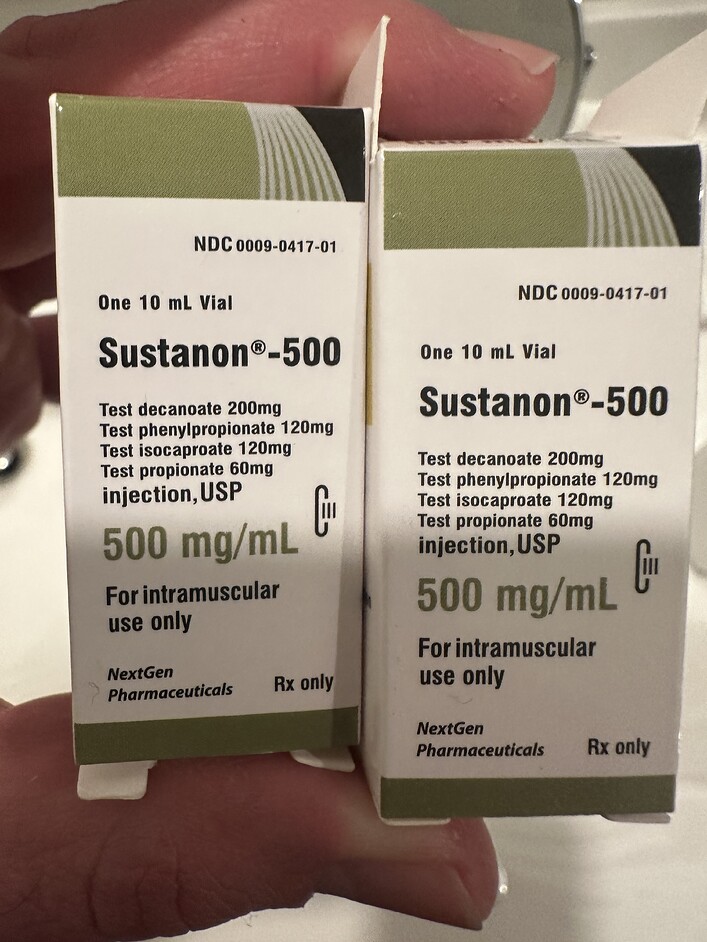 NDC 0009-0417-01
One 10 mL Vial
Sustanon®-500
Test decanoate 200mg
Test phenylpropionate 120mg
Test isocaproate 120mg
Test propionate 60mg
injection, USP
CIII
500 mg/mL
For intramuscular
use only
NextGen
Pharmaceuticals
Rx only
NDC 0009-0417-01
One 10 mL Vial
Sustanon®-500
Test decanoate 200mg
Test phenylpropionate 120mg
Test isocaproate 120mg
Test propionate 60mg
injection, USP
CIII
500 mg/mL
For intramuscular
use only
NextGen
Pharmaceuticals
Rx only